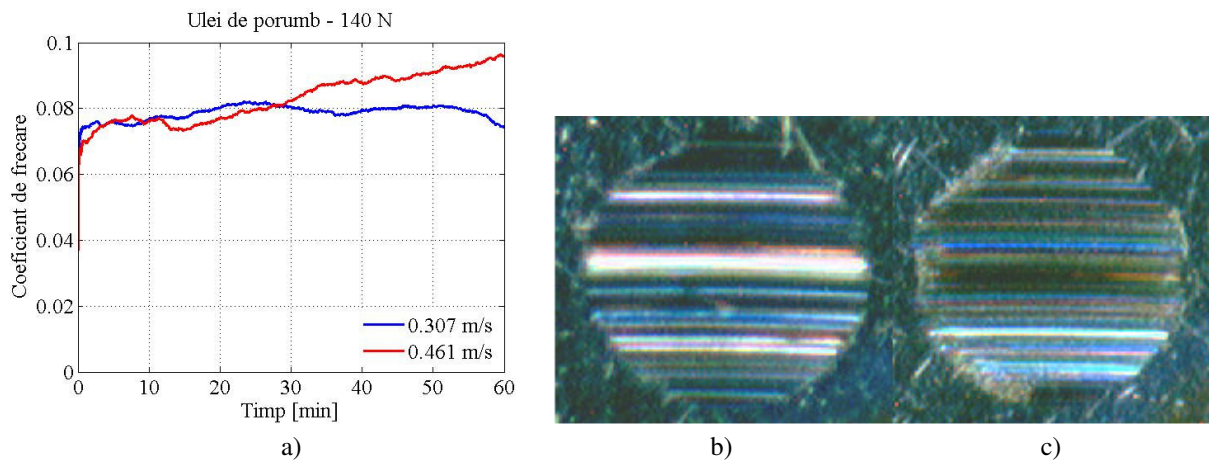 Ulei de porumb - 140 N
0.1
0.08
0.06
0.04
0.02
0
Coeficient de frecare
0.307 m/s
0.461 m/s
0 10 20 30 40 50 60
Timp [min]
a) b) c)